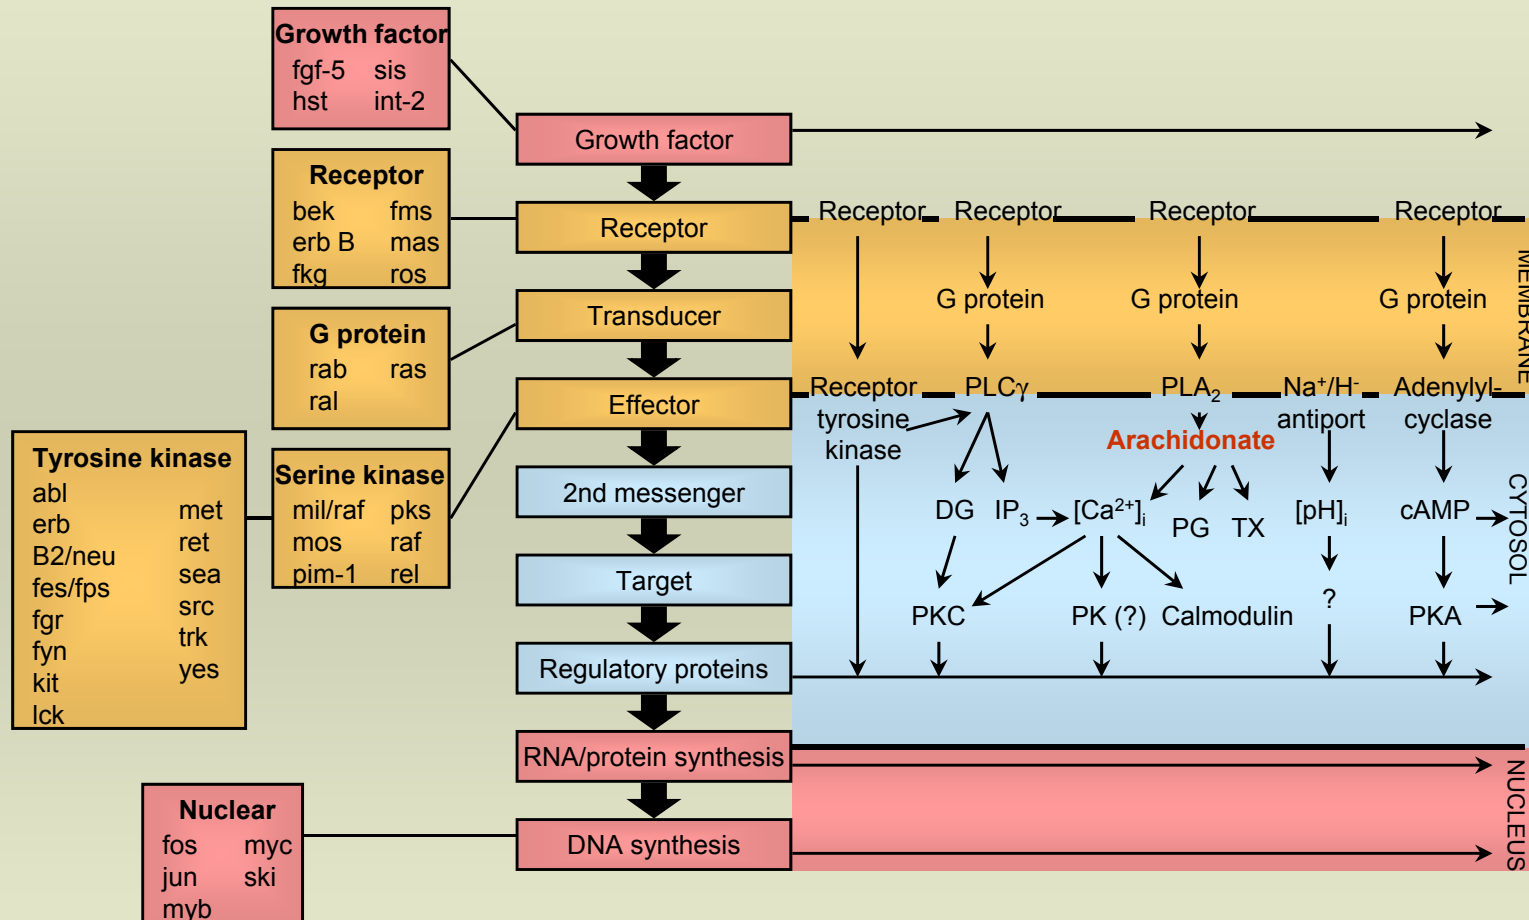 Growth factor
fgf-5 sis
hst int-2
Growth factor
Receptor
bek fms
erb B mas
fkg ros
Receptor
G protein
rab ras
ral
Transducer
Effector
Tyrosine kinase
abl
erb
B2/neu
fes/fps
fgr
fyn
kit
lck
met
ret
sea
src
trk
yes
Serine kinase
mil/raf pks
mos raf
pim-1 rel
2nd messenger
Target
Regulatory proteins
RNA/protein synthesis
Nuclear
fos myc
jun ski
myb
DNA synthesis
Receptor Receptor Receptor Receptor
G protein G protein G protein
Receptor
tyrosine
kinase
PLCγ
PLA₂
Na⁺/H⁻
antiport
Adenylyl-
cyclase
Arachidonate
DG IP₃ [Ca²⁺]ᵢ PG TX [pH]ᵢ cAMP
PKC PK (?) Calmodulin ? PKA
MEMBRANE
CYTOSOL
NUCLEUS